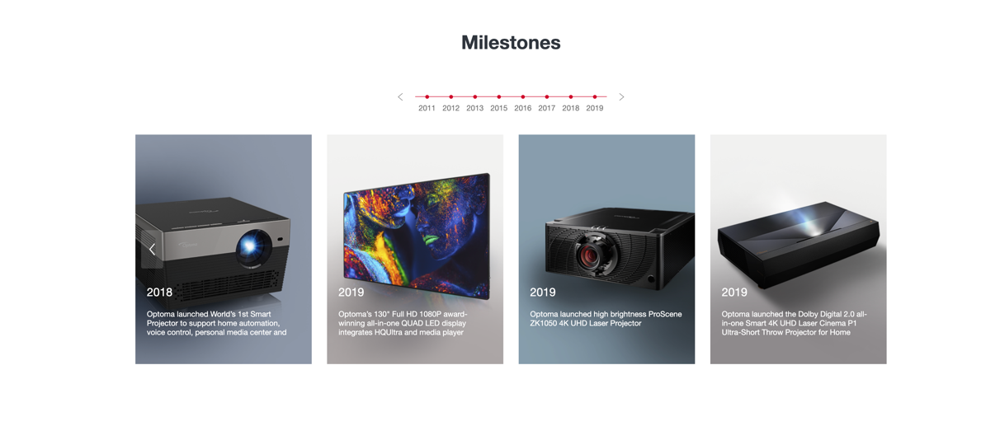 Milestones
2011 2012 2013 2015 2016 2017 2018 2019
2018
Optoma launched World's 1st Smart
Projector to support home automation,
voice control, personal media center and
2019
Optoma's 130" Full HD 1080P award-
winning all-in-one QUAD LED display
integrates HQUltra and media player
2019
Optoma launched high brightness ProScene
ZK1050 4K UHD Laser Projector
2019
Optoma launched the Dolby Digital 2.0 all-
in-one Smart 4K UHD Laser Cinema P1
Ultra-Short Throw Projector for Home